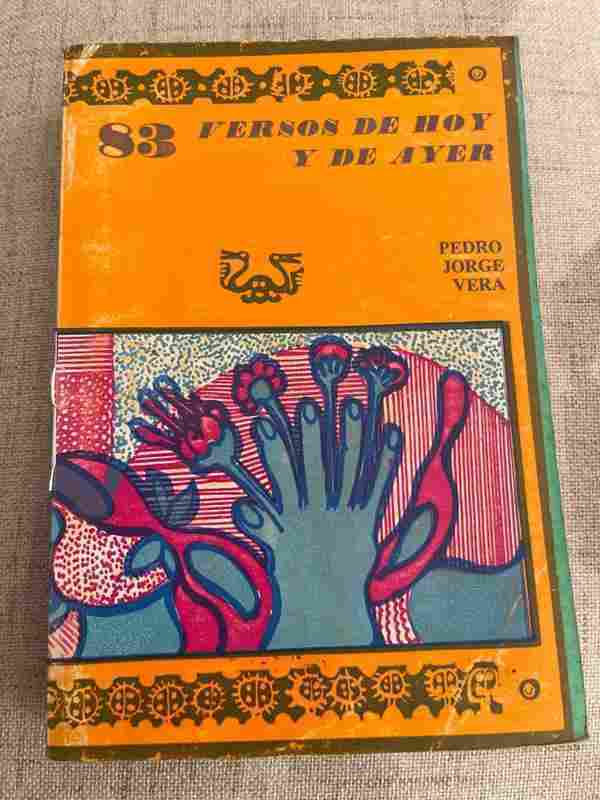 83 VERSOS DE HOY
Y DE AYER
PEDRO
JORGE
VERA